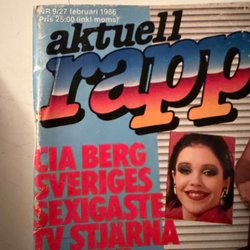 NR 9/27 februari 1986
Pris 25:00 (inkl moms)
aktuell
rapp
CIA BERG
SVERIGES
SEXIGASTE
TV STJÄRNA